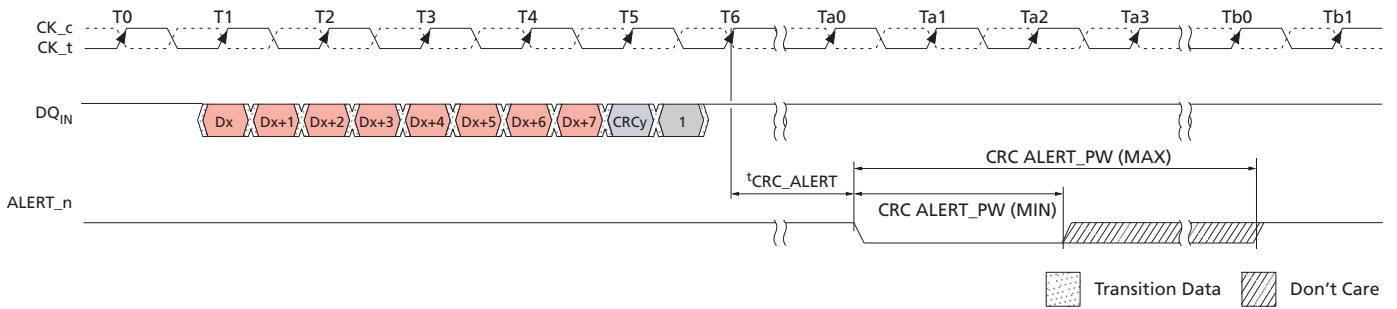 T0 T1 T2 T3 T4 T5 T6 Ta0 Ta1 Ta2 Ta3 Tb0 Tb1
CK_c
CK_t
DQIN
Dx Dx+1 Dx+2 Dx+3 Dx+4 Dx+5 Dx+6 Dx+7 CRCy 1
CRC ALERT_PW (MAX)
tCRC_ALERT
ALERT_n
CRC ALERT_PW (MIN)
Transition Data Don't Care